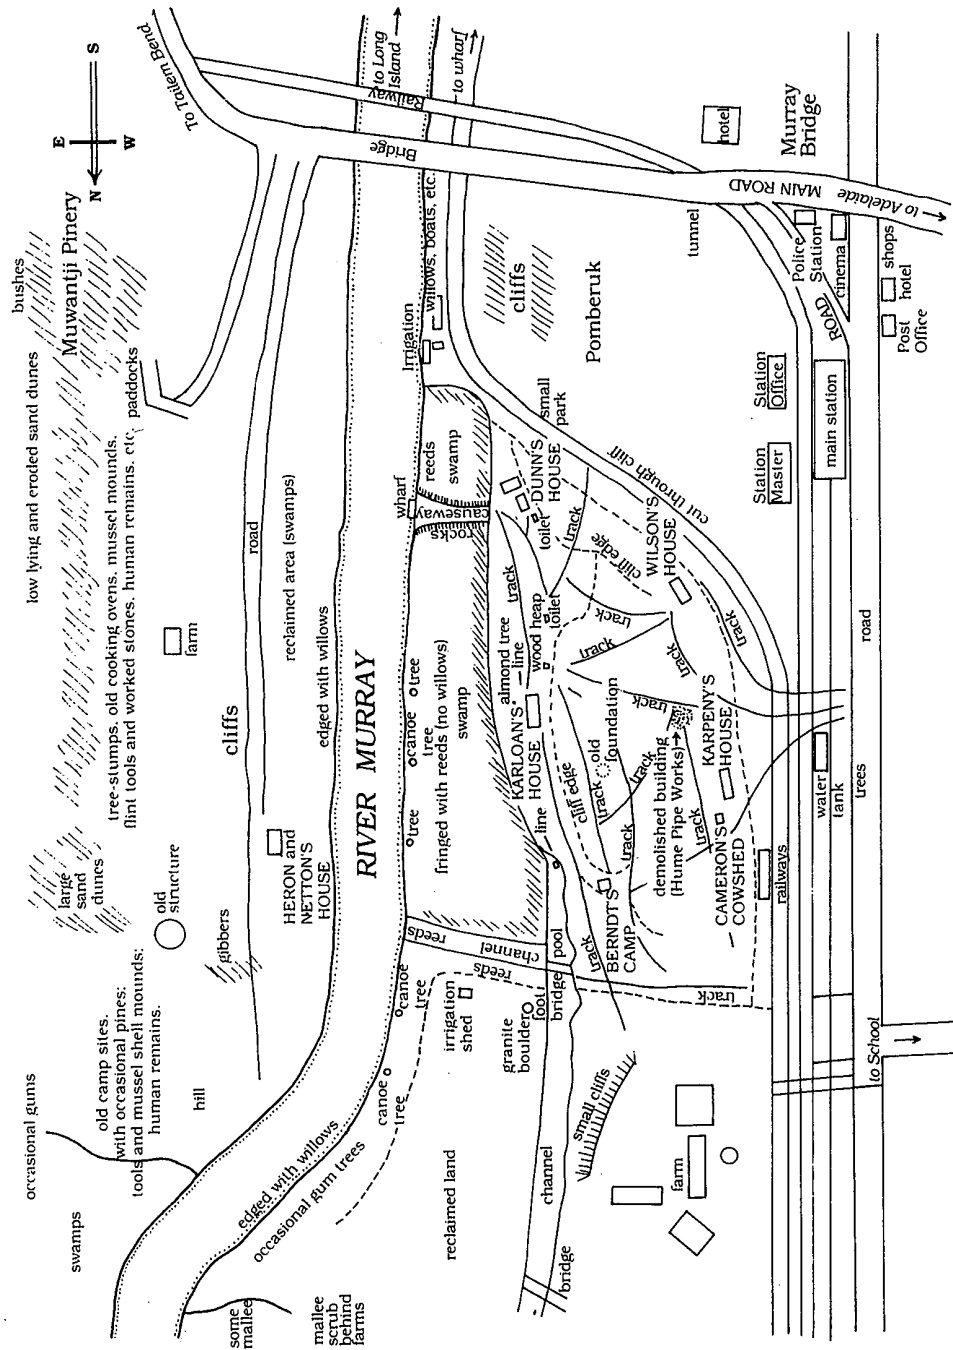 occasional gums
swamps
old camp sites.
with occasional pines:
tools and mussel shell mounds:
human remains.
hill
some
mallee
mallee
scrub
behind
farms
edged with willows
occasional gum trees
large
sand
dunes
old
structure
gibbers
low lying and eroded sand dunes
tree-stumps, old cooking ovens, mussel mounds,
flint tools and worked stones, human remains. etc.
farm
cliffs
HERON and
NETTON'S
HOUSE
road
reclaimed area (swamps)
edged with willows
bushes
Muwantji Pinery
paddocks
N
E
W
S
To Tailem Bend
RIVER MURRAY
Bridge
Railway
to Long
Island
to wharf
canoe
tree
canoe
tree
reclaimed land
irrigation
shed
granite
boulder
foot
bridge
pool
reeds
channel
reeds
tree
canoe
tree
tree
fringed with reeds (no willows)
swamp
wharf
rocks
causeway
reeds
swamp
Irrigation
willows, boats, etc.
cliffs
Pomberuk
channel
bridge
small cliffs
farm
track
track
BERNDT'S
CAMP
line
KARLOAN'S
HOUSE
almond tree
line
track
wood heap
toilet
toilet
DUNN'S
HOUSE
small
park
cliff edge
track
old
foundation
track
track
track
track
track
cliff edge
track
WILSON'S
HOUSE
cut through cliff
demolished building
(Hume Pipe Works)
track
track
CAMERON'S
COWSHED
KARPENY'S
HOUSE
track
railways
water
tank
trees
road
to School
Station
Master
Station
Office
main station
tunnel
hotel
Murray
Bridge
MAIN ROAD
to Adelaide
ROAD
Police
Station
cinema
shops
hotel
Post
Office